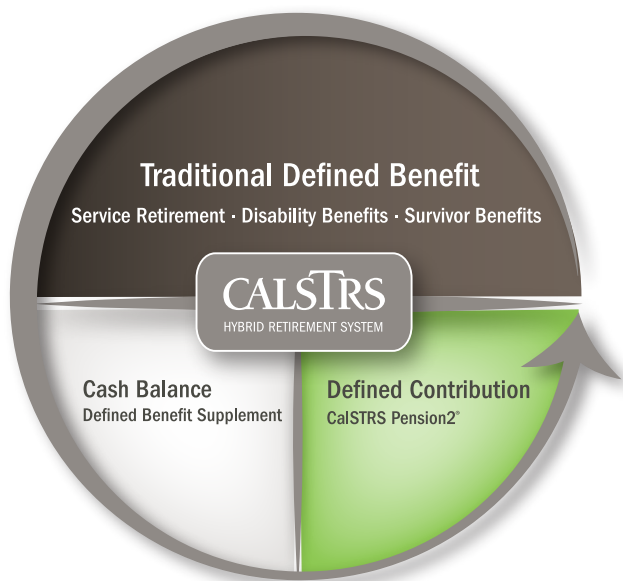 Traditional Defined Benefit
Service Retirement · Disability Benefits · Survivor Benefits
CALSTRS
HYBRID RETIREMENT SYSTEM
Cash Balance
Defined Benefit Supplement
Defined Contribution
CalSTRS Pension2®